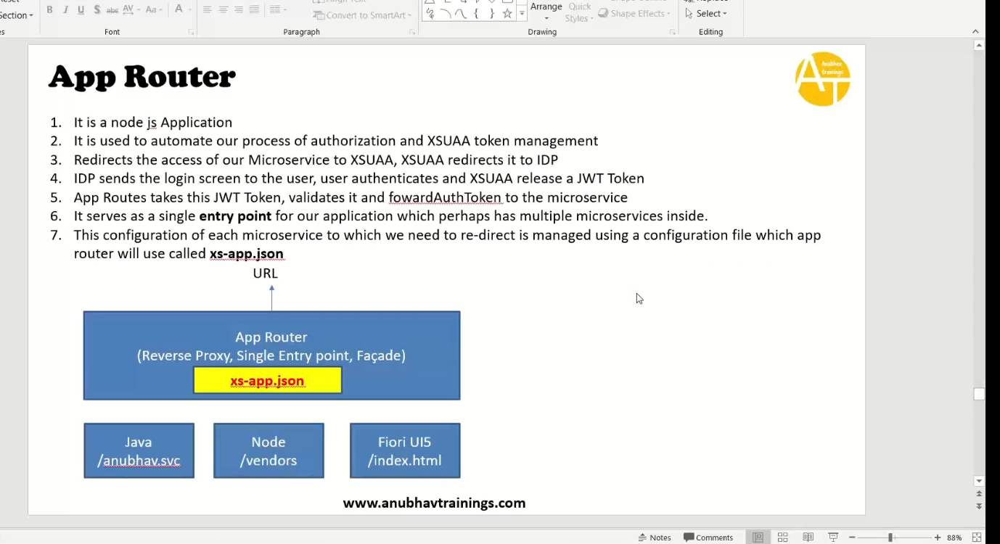 Section
Font
B I U S abc AV Aa A
Convert to SmartArt
Paragraph
Arrange
Quick
Styles
Shape Effects
Drawing
Select
Editing
App Router
Anubhav
trainings
AT
1. It is a node js Application
2. It is used to automate our process of authorization and XSUAA token management
3. Redirects the access of our Microservice to XSUAA, XSUAA redirects it to IDP
4. IDP sends the login screen to the user, user authenticates and XSUAA release a JWT Token
5. App Routes takes this JWT Token, validates it and fowardAuthToken to the microservice
6. It serves as a single entry point for our application which perhaps has multiple microservices inside.
7. This configuration of each microservice to which we need to re-direct is managed using a configuration file which app
router will use called xs-app.json
URL
App Router
(Reverse Proxy, Single Entry point, Façade)
xs-app.json
Java
/anubhav.svc
Node
/vendors
Fiori UI5
/index.html
www.anubhavtrainings.com
Notes
Comments
88%